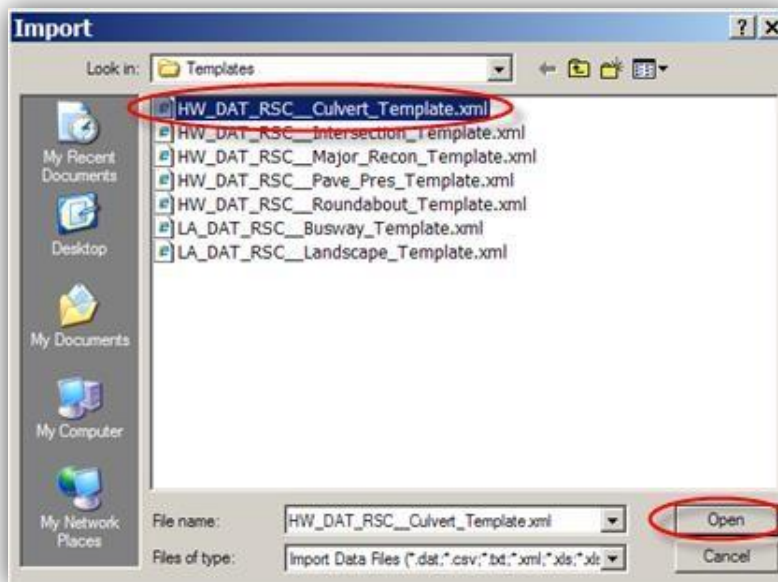 Import
Look in: Templates
HW_DAT_RSC__Culvert_Template.xml
HW_DAT_RSC__Intersection_Template.xml
HW_DAT_RSC__Major_Recon_Template.xml
HW_DAT_RSC__Pave_Pres_Template.xml
HW_DAT_RSC__Roundabout_Template.xml
LA_DAT_RSC__Busway_Template.xml
LA_DAT_RSC__Landscape_Template.xml
My Recent
Documents
Desktop
My Documents
My Computer
My Network
Places
File name: HW_DAT_RSC__Culvert_Template.xml Open
Files of type: Import Data Files (*.dat;*.csv;*.txt;*.xml;*.xls;*.xls Cancel